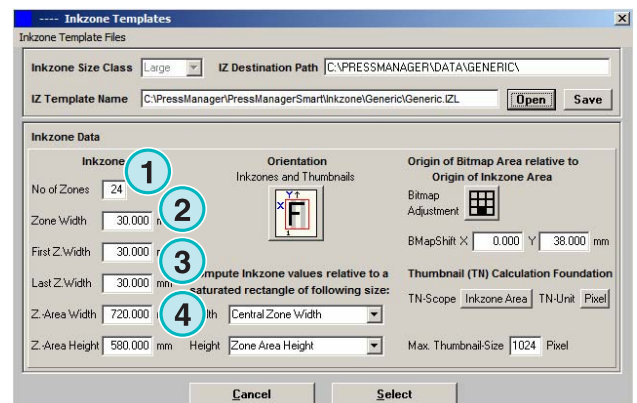 ---- Inkzone Templates
Inkzone Template Files
Inkzone Size Class Large IZ Destination Path C:\PRESSMANAGER\DATA\GENERIC\
IZ Template Name C:\PressManager\PressManagerSmart\Inkzone\Generic\Generic.IZL Open Save
Inkzone Data
Inkzone Orientation Origin of Bitmap Area relative to
Inkzones and Thumbnails Origin of Inkzone Area
1
No of Zones 24
X Y F 1
Bitmap
Adjustment
2
Zone Width 30.000
BMapShift X 0.000 Y 38.000 mm
First Z.Width 30.000
3
Last Z.Width 30.000 mm
Compute Inkzone values relative to a Thumbnail (TN) Calculation Foundation
saturated rectangle of following size:
TN-Scope Inkzone Area TN-Unit Pixel
4
Z.-Area Width 720.000 Central Zone Width
Z.-Area Height 580.000 mm Height Zone Area Height Max. Thumbnail-Size 1024 Pixel
Cancel Select